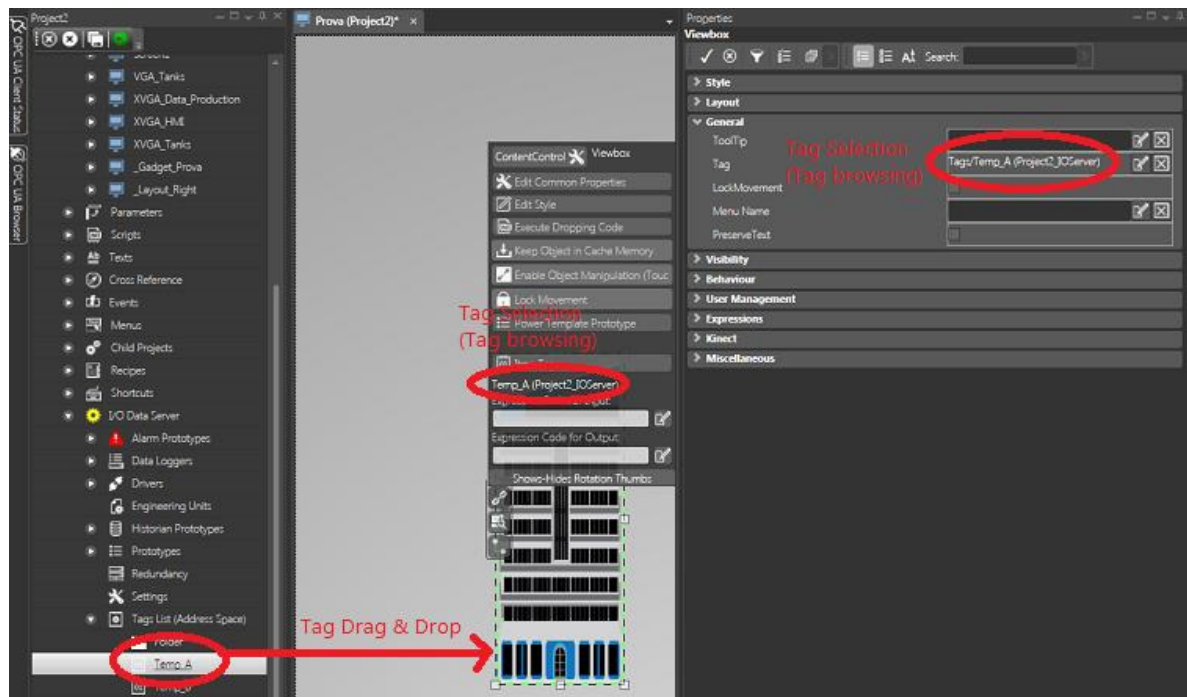 Project2
OPC UA Client Status
OPC UA Browser
VGA_Tanks
XVGA_Data_Production
XVGA_HMI
XVGA_Tanks
_Gadget_Prova
_Layout_Right
Parameters
Scripts
Texts
Cross Reference
Events
Menus
Child Projects
Recipes
Shortcuts
I/O Data Server
Alarm Prototypes
Data Loggers
Drivers
Engineering Units
Historian Prototypes
Prototypes
Redundancy
Settings
Tags List (Address Space)
Folder
Temp_A
Prova (Project2)*
ContentControl Viewbox
Edit Common Properties
Edit Style
Execute Dropping Code
Keep Object in Cache Memory
Enable Object Manipulation (Touc
Lock Movement
Tag Selection
Power Template Prototype
(Tag browsing)
Temp_A (Project2_IOServer)
Expression Code for Output:
Shows-Hides Rotation Thumbs
Tag Drag & Drop
Properties
Viewbox
Search:
Style
Layout
General
ToolTip
Tag Selection
Tag
Tags/Temp_A (Project2_IOServer)
(Tag browsing)
LockMovement
Menu Name
PreserveText
Visibility
Behaviour
User Management
Expressions
Kinect
Miscellaneous